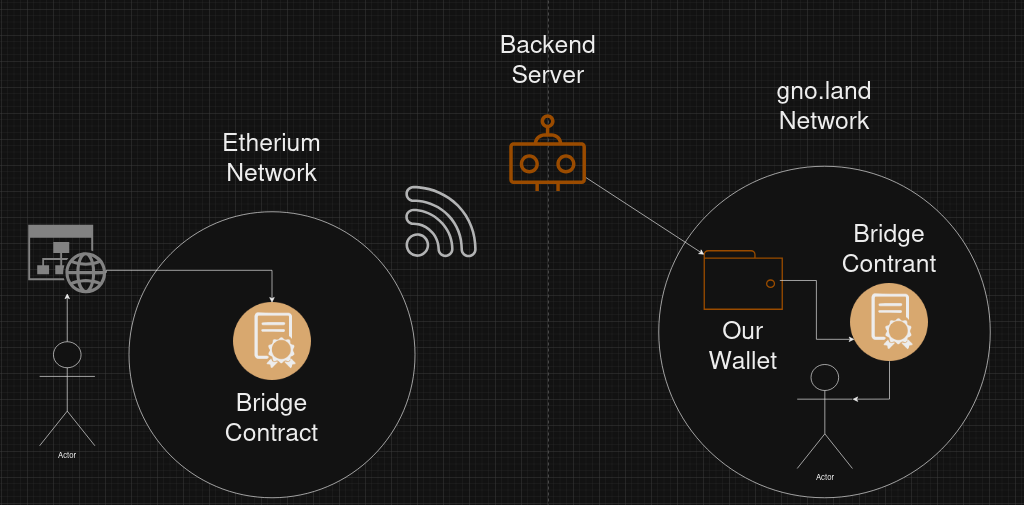 Backend
Server
gno.land
Network
Etherium
Network
Bridge
Contrant
Our
Wallet
Bridge
Contract
Actor
Actor